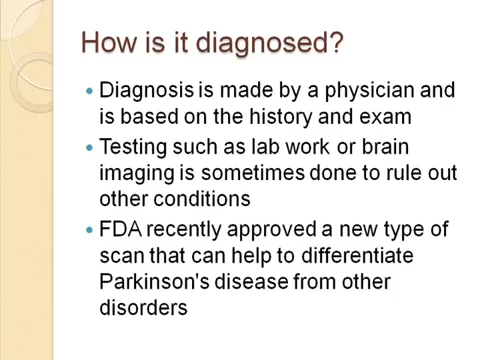 How is it diagnosed?
• Diagnosis is made by a physician and
is based on the history and exam
• Testing such as lab work or brain
imaging is sometimes done to rule out
other conditions
• FDA recently approved a new type of
scan that can help to differentiate
Parkinson's disease from other
disorders